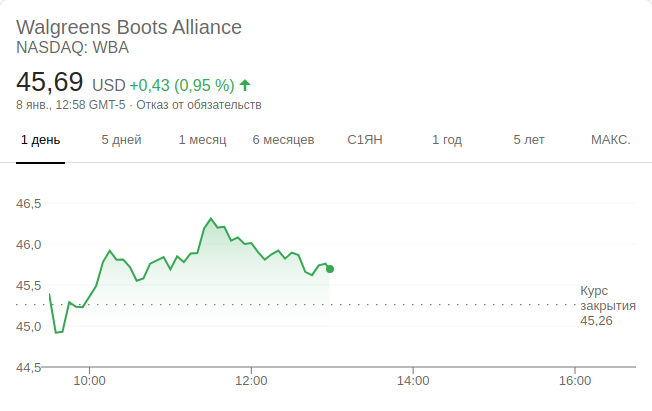 Walgreens Boots Alliance
NASDAQ: WBA
45,69 USD +0,43 (0,95 %)
8 янв., 12:58 GMT-5 · Отказ от обязательств
1 день 5 дней 1 месяц 6 месяцев С1ЯН 1 год 5 лет МАКС.
46,5
46,0
45,5
Курс
закрытия
45,26
45,0
44,5
10:00 12:00 14:00 16:00